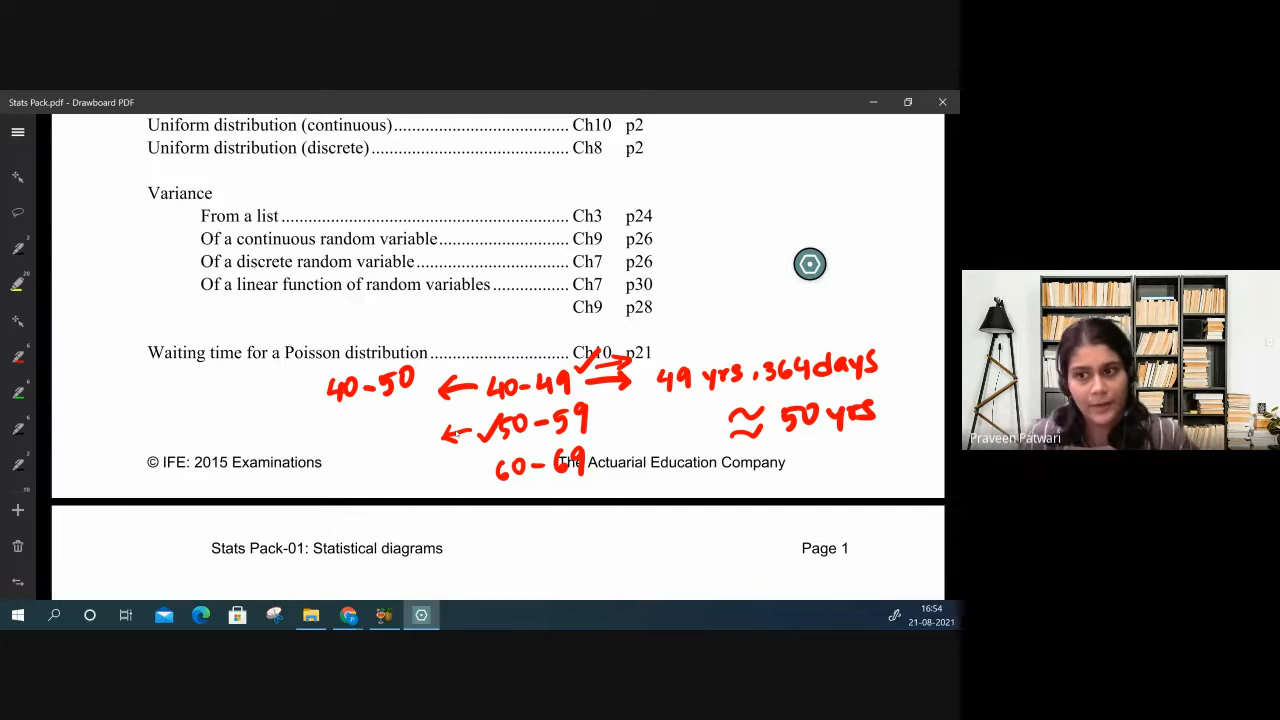 Stats Pack.pdf - Drawboard PDF
Uniform distribution (continuous) ....................................... Ch10 p2
Uniform distribution (discrete) ............................................ Ch8 p2
Variance
From a list ................................................................ Ch3 p24
Of a continuous random variable ............................. Ch9 p26
Of a discrete random variable .................................. Ch7 p26
Of a linear function of random variables ................. Ch7 p30
Ch9 p28
Waiting time for a Poisson distribution ............................... Ch10 p21
40-50 ← 40-49 ✓ ⇒ 49 yrs . 364 days
← ✓ 50-59 ≈ 50 yrs
60-69
© IFE: 2015 Examinations The Actuarial Education Company
Stats Pack-01: Statistical diagrams Page 1
Praveen Patwari
16:54
21-08-2021